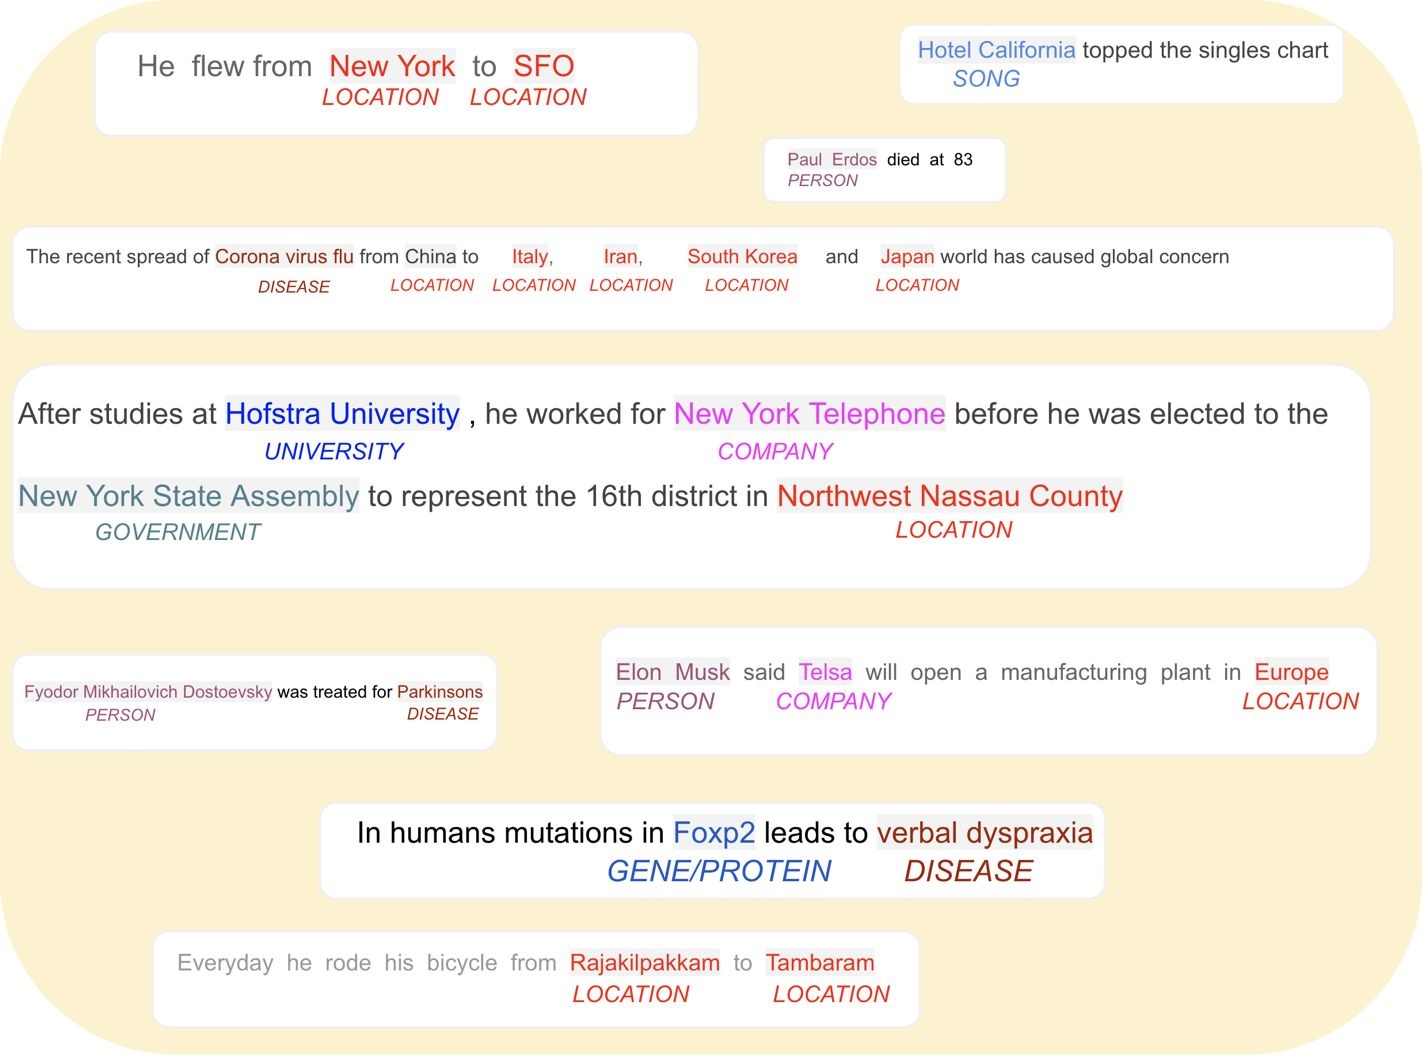 He flew from New York to SFO
LOCATION LOCATION
Hotel California topped the singles chart
SONG
Paul Erdos died at 83
PERSON
The recent spread of Corona virus flu from China to Italy, Iran, South Korea and Japan world has caused global concern
DISEASE LOCATION LOCATION LOCATION LOCATION LOCATION
After studies at Hofstra University , he worked for New York Telephone before he was elected to the
UNIVERSITY COMPANY
New York State Assembly to represent the 16th district in Northwest Nassau County
GOVERNMENT LOCATION
Fyodor Mikhailovich Dostoevsky was treated for Parkinsons
PERSON DISEASE
Elon Musk said Telsa will open a manufacturing plant in Europe
PERSON COMPANY LOCATION
In humans mutations in Foxp2 leads to verbal dyspraxia
GENE/PROTEIN DISEASE
Everyday he rode his bicycle from Rajakilpakkam to Tambaram
LOCATION LOCATION